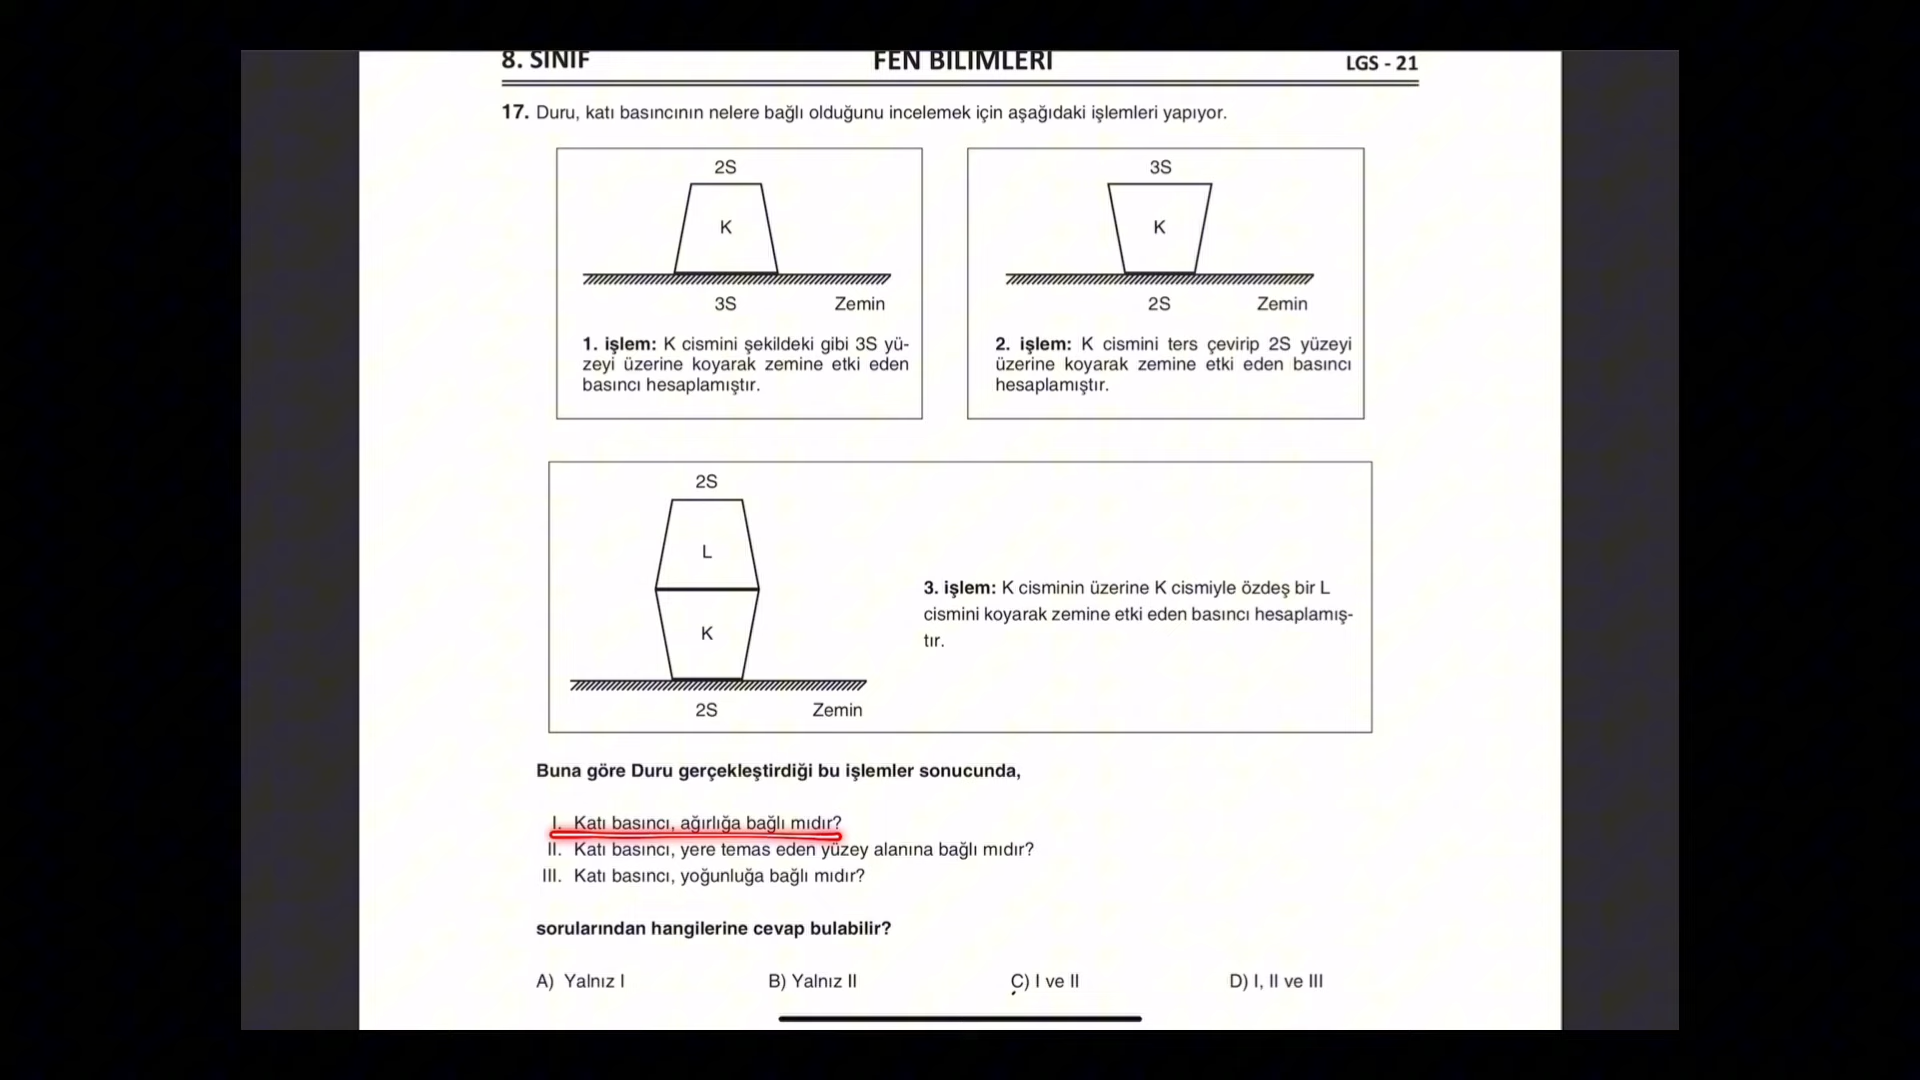 8. SINIF FEN BİLİMLERİ LGS - 21
17. Duru, katı basıncının nelere bağlı olduğunu incelemek için aşağıdaki işlemleri yapıyor.
2S
K
3S Zemin
1. işlem: K cismini şekildeki gibi 3S yü-
zeyi üzerine koyarak zemine etki eden
basıncı hesaplamıştır.
3S
K
2S Zemin
2. işlem: K cismini ters çevirip 2S yüzeyi
üzerine koyarak zemine etki eden basıncı
hesaplamıştır.
2S
L
K
2S Zemin
3. işlem: K cisminin üzerine K cismiyle özdeş bir L
cismini koyarak zemine etki eden basıncı hesaplamış-
tır.
Buna göre Duru gerçekleştirdiği bu işlemler sonucunda,
I. Katı basıncı, ağırlığa bağlı mıdır?
II. Katı basıncı, yere temas eden yüzey alanına bağlı mıdır?
III. Katı basıncı, yoğunluğa bağlı mıdır?
sorularından hangilerine cevap bulabilir?
A) Yalnız I B) Yalnız II C) I ve II D) I, II ve III